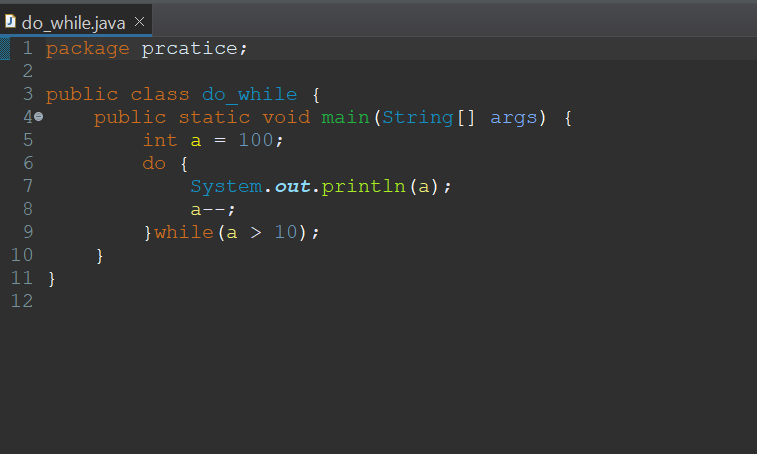 do_while.java
1 package prcatice;
2
3 public class do_while {
4     public static void main(String[] args) {
5         int a = 100;
6         do {
7             System.out.println(a);
8             a--;
9         }while(a > 10);
10     }
11 }
12